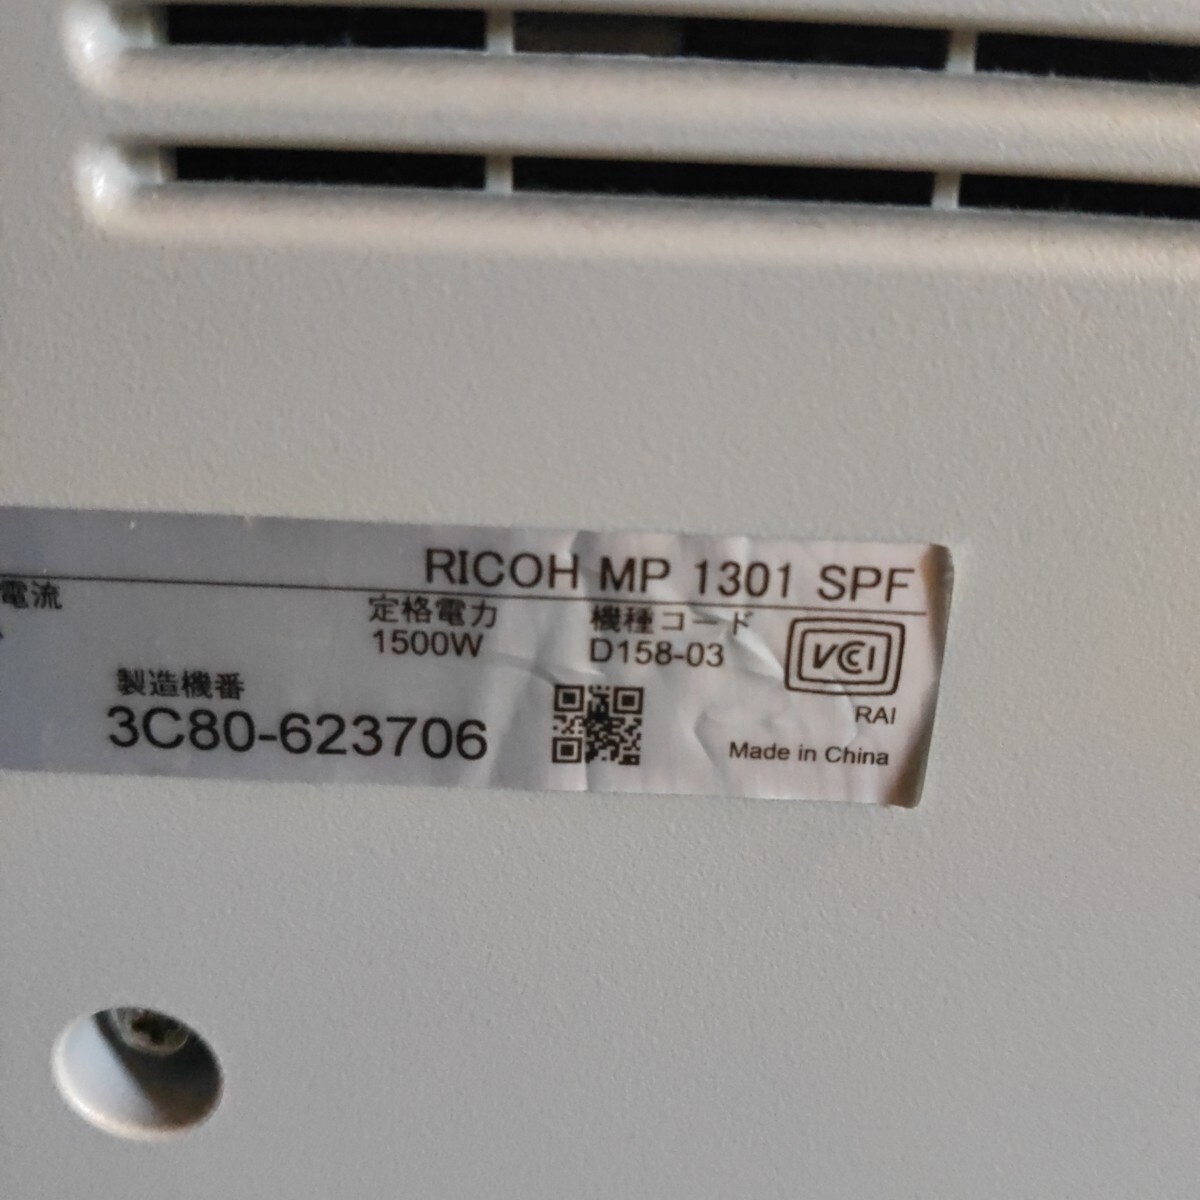 RICOH MP 1301 SPF
電流
定格電力
1500W
機種コード
D158-03
VCCI
RAI
製造機番
3C80-623706
Made in China